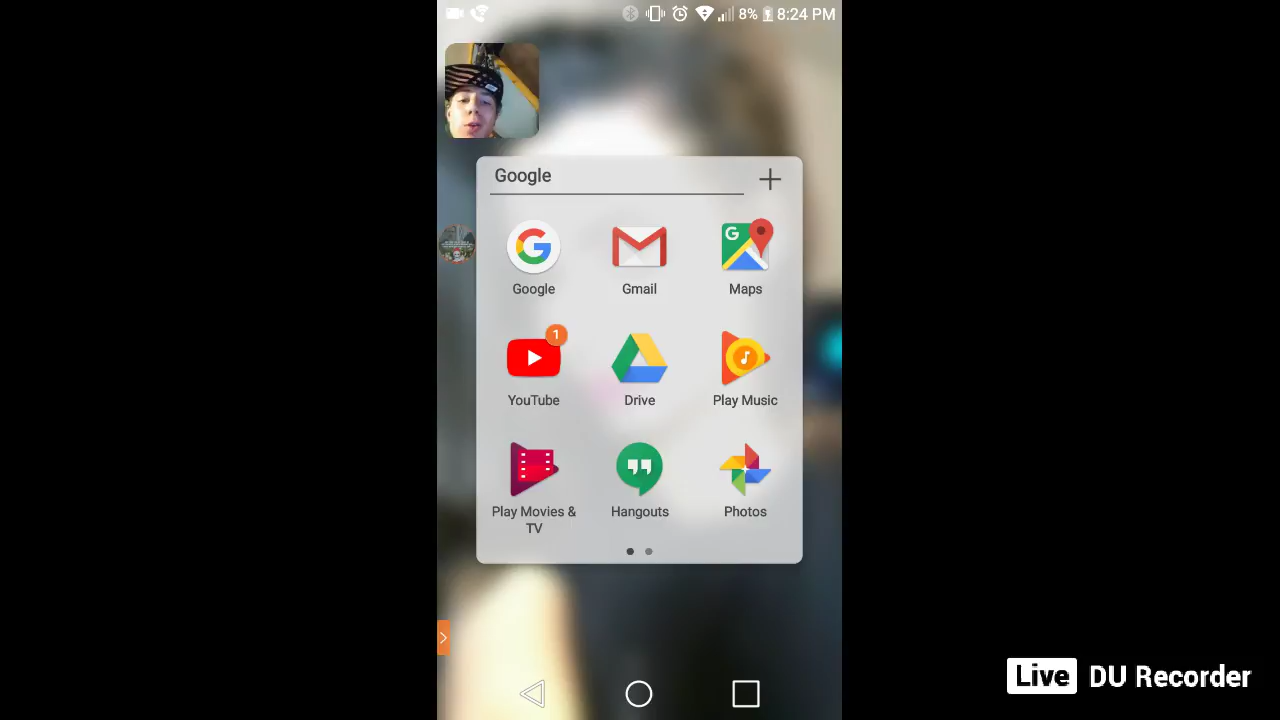 8% 8:24 PM
Google
Google Gmail Maps
1
YouTube Drive Play Music
Play Movies & Hangouts Photos
TV
Live DU Recorder